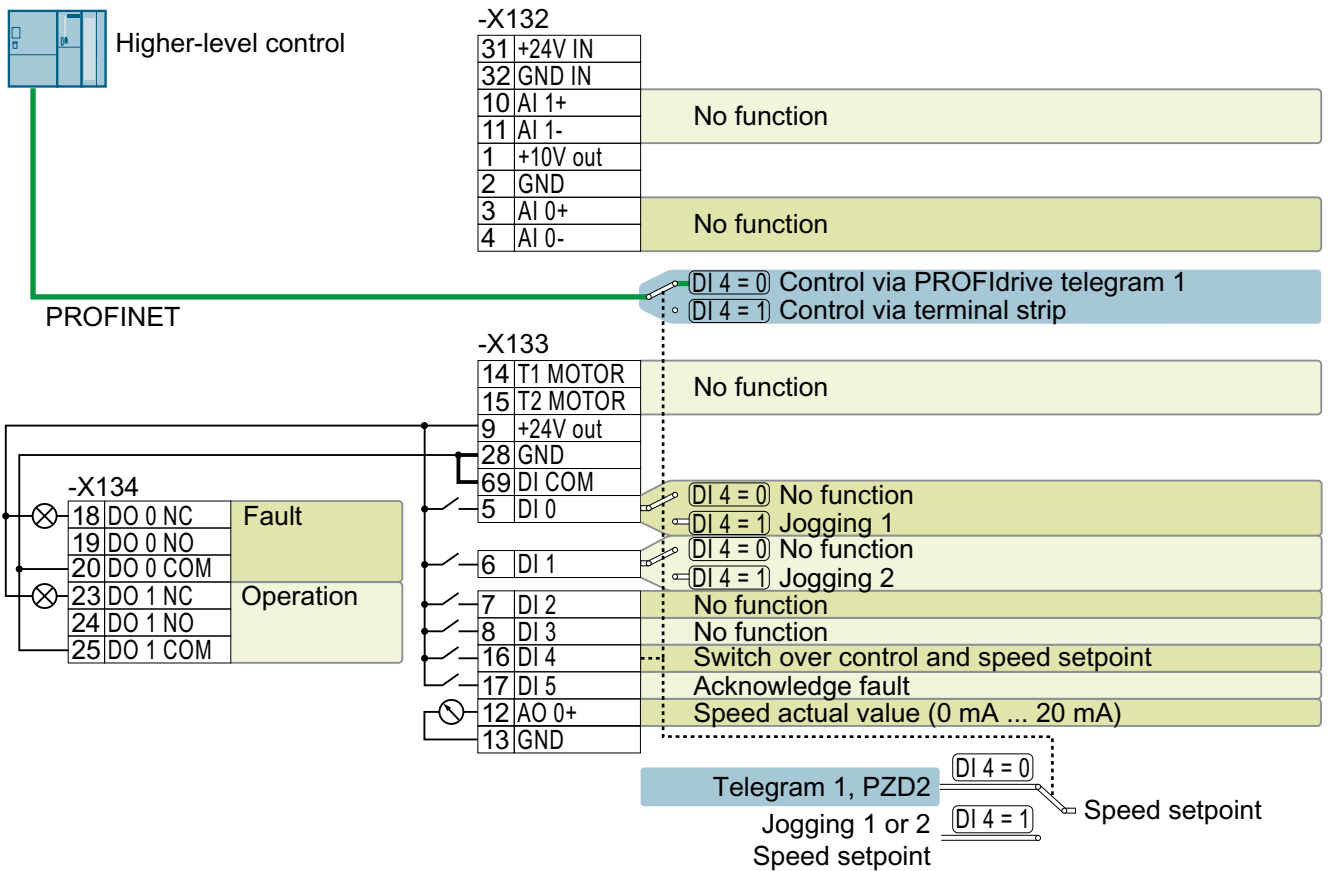 Higher-level control
-X132
31 +24V IN
32 GND IN
10 AI 1+
11 AI 1-
No function
1 +10V out
2 GND
3 AI 0+
4 AI 0-
No function
PROFINET
DI 4 = 0 Control via PROFIdrive telegram 1
DI 4 = 1 Control via terminal strip
-X133
14 T1 MOTOR
15 T2 MOTOR
No function
9 +24V out
28 GND
69 DI COM
5 DI 0
DI 4 = 0 No function
DI 4 = 1 Jogging 1
6 DI 1
DI 4 = 0 No function
DI 4 = 1 Jogging 2
7 DI 2 No function
8 DI 3 No function
16 DI 4 Switch over control and speed setpoint
17 DI 5 Acknowledge fault
12 AO 0+ Speed actual value (0 mA ... 20 mA)
13 GND
-X134
18 DO 0 NC Fault
19 DO 0 NO
20 DO 0 COM
23 DO 1 NC Operation
24 DO 1 NO
25 DO 1 COM
Telegram 1, PZD2 DI 4 = 0
Speed setpoint
Jogging 1 or 2 DI 4 = 1
Speed setpoint